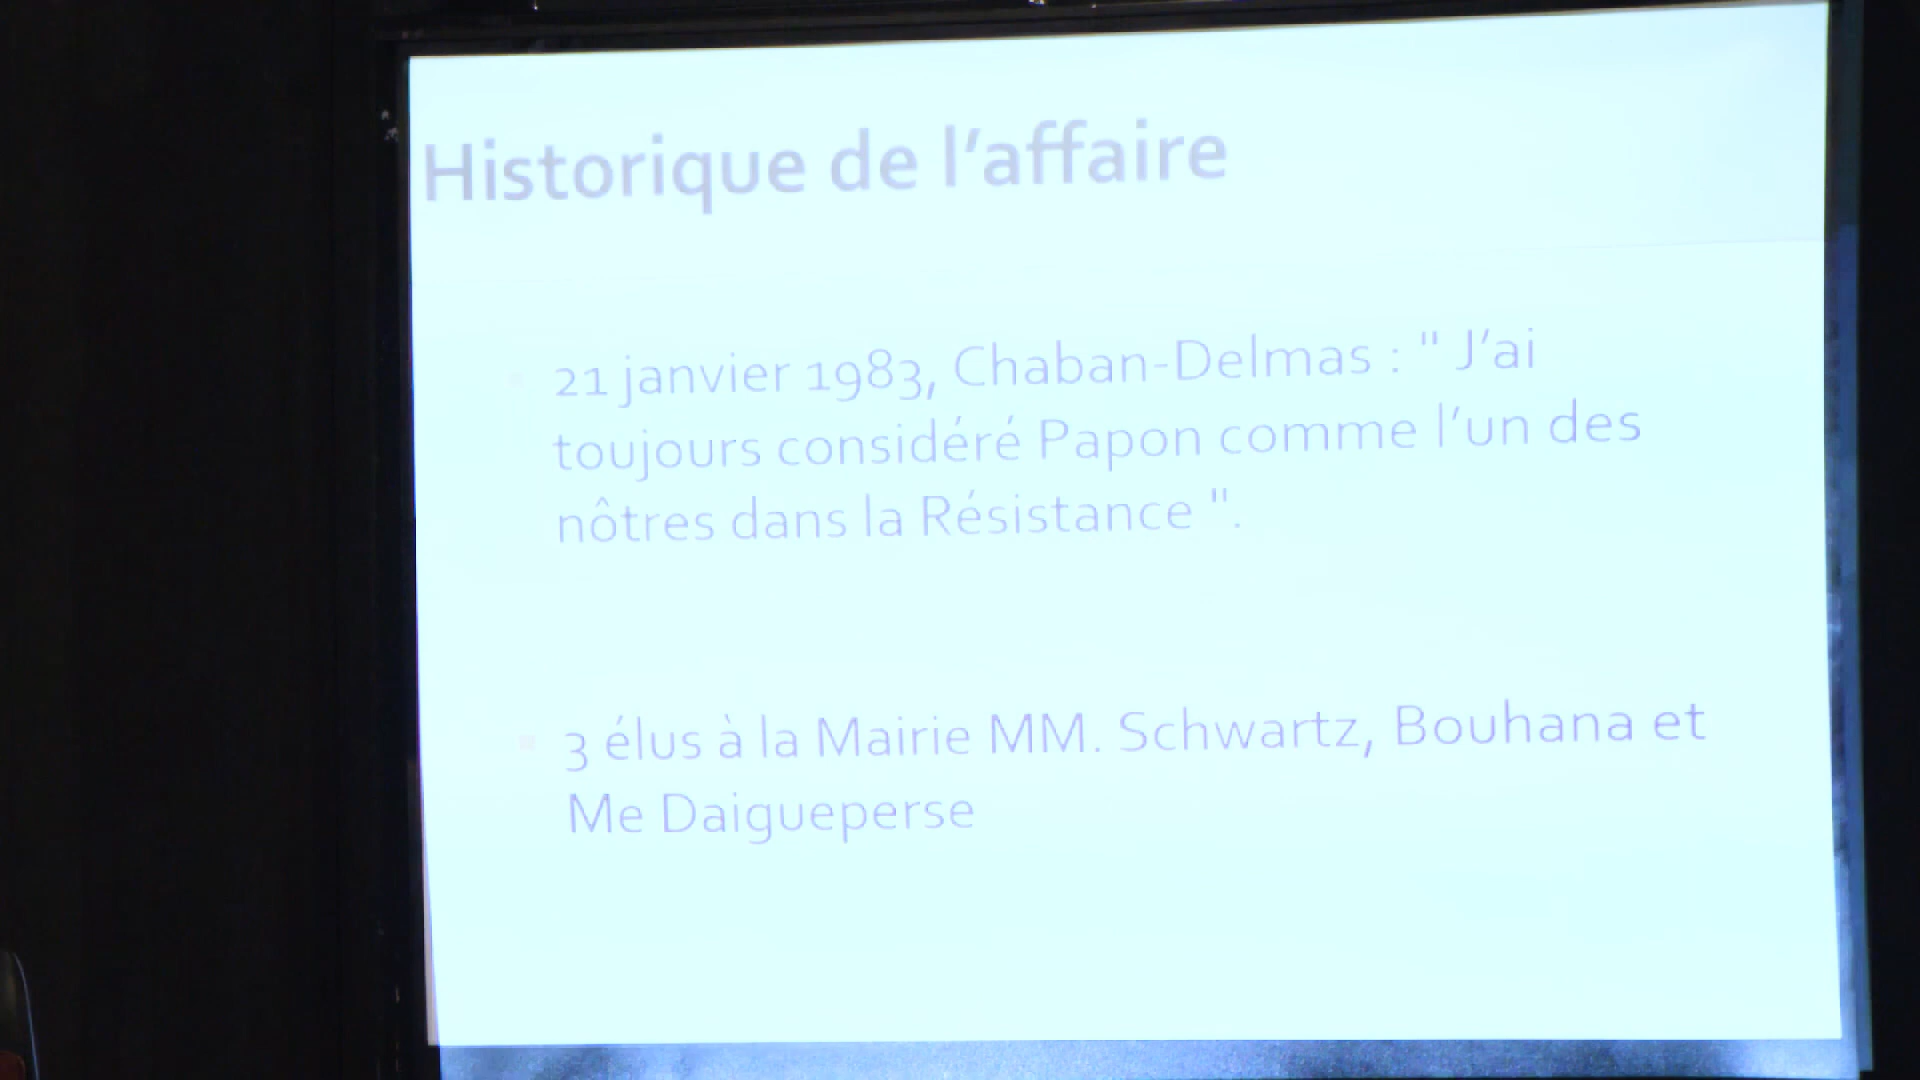 Historique de l'affaire
21 janvier 1983, Chaban-Delmas : " J'ai
toujours considéré Papon comme l'un des
nôtres dans la Résistance ".
3 élus à la Mairie MM. Schwartz, Bouhana et
Me Daigueperse